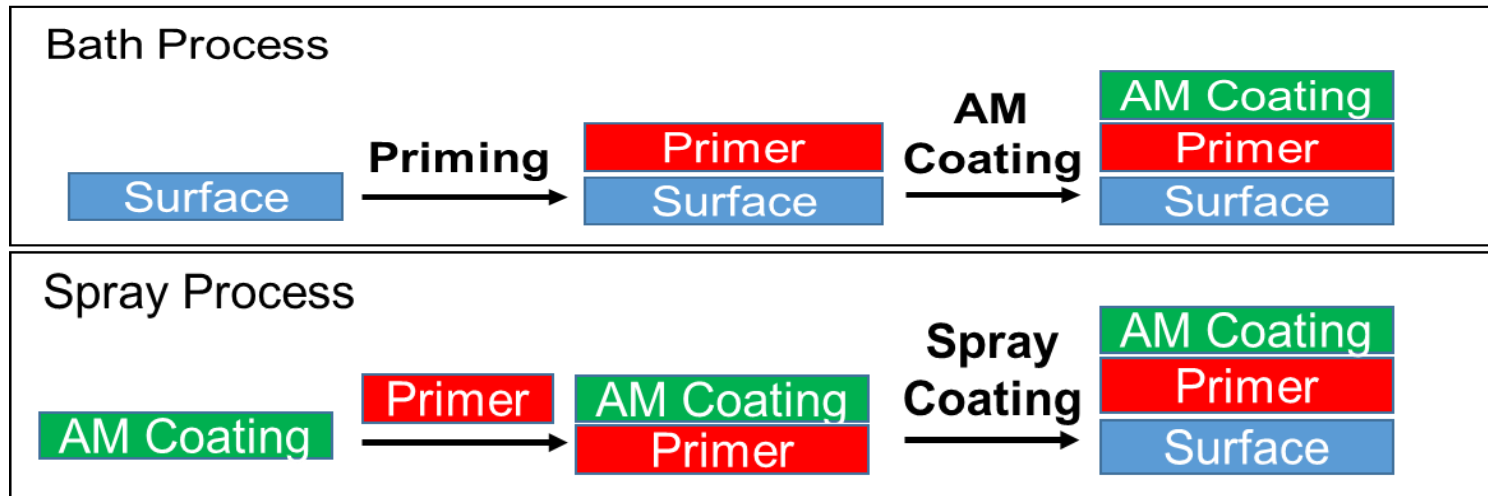 Bath Process
Surface
Priming
Primer
Surface
AM
Coating
AM Coating
Primer
Surface
Spray Process
AM Coating
Primer
AM Coating
Primer
Spray
Coating
AM Coating
Primer
Surface